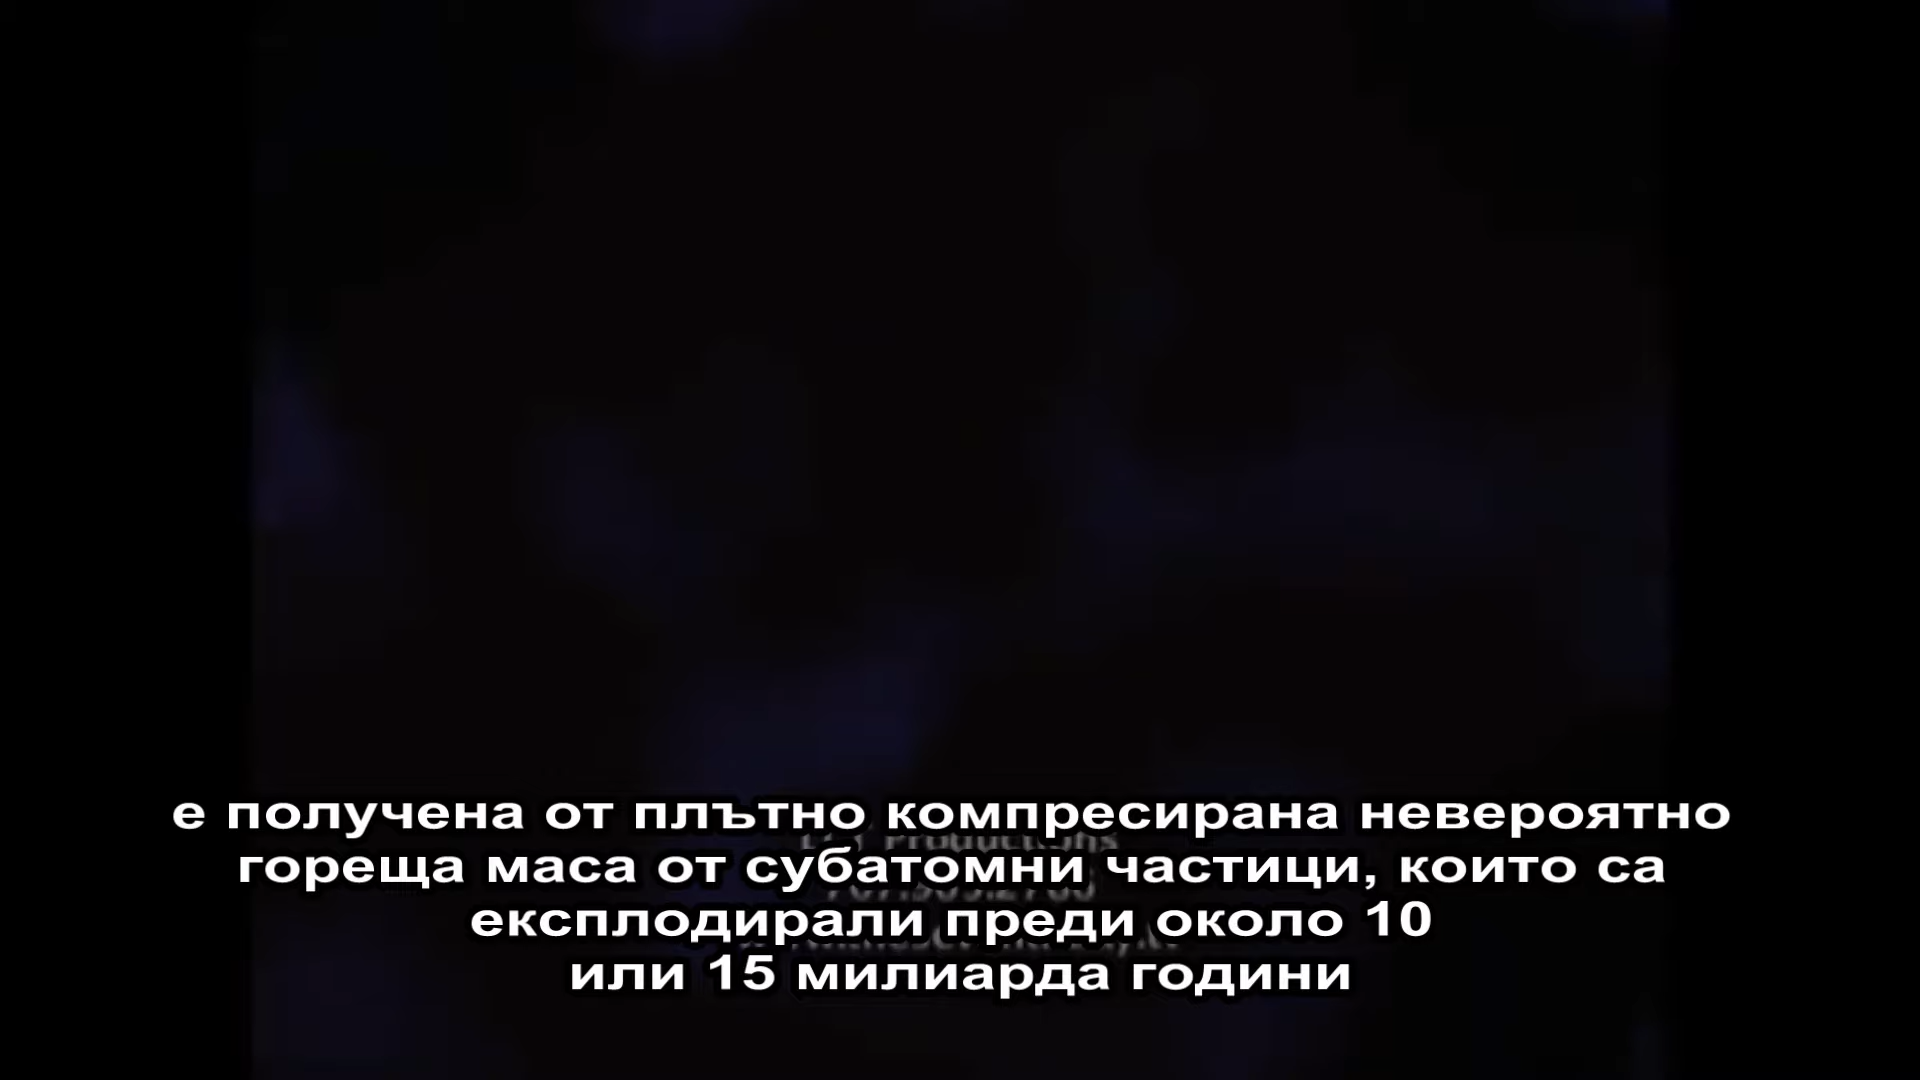 е получена от плътно компресирана невероятно
Productions
гореща маса от субатомни частици, които са
експлодирали преди около 10
или 15 милиарда години